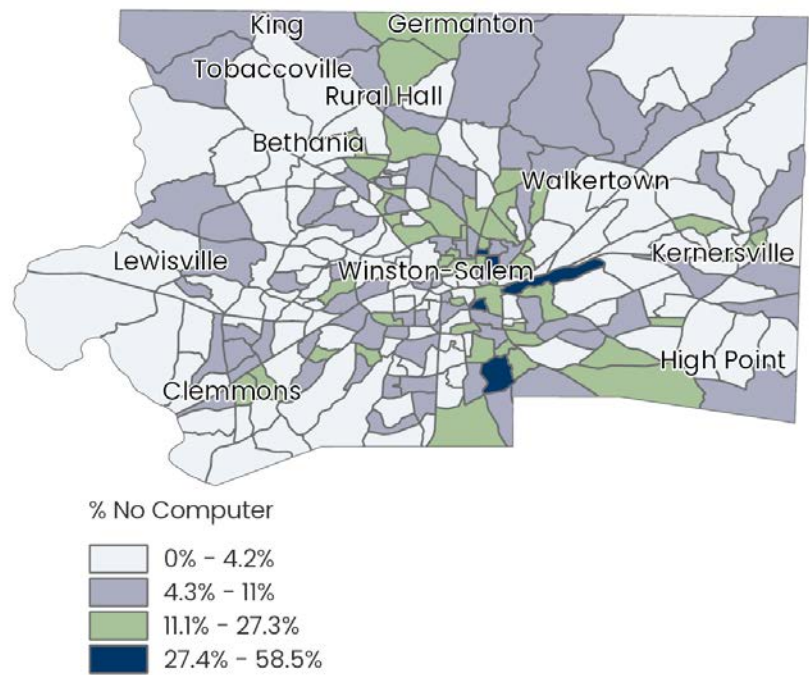 King
Germanton
Tobaccoville
Rural Hall
Bethania
Walkertown
Lewisville
Winston-Salem
Kernersville
High Point
Clemmons
% No Computer
0% - 4.2%
4.3% - 11%
11.1% - 27.3%
27.4% - 58.5%